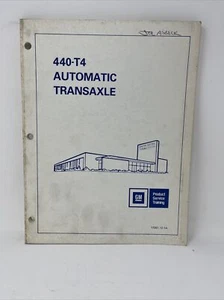 440-T4
AUTOMATIC
TRANSAXLE
GM
Product
Service
Training